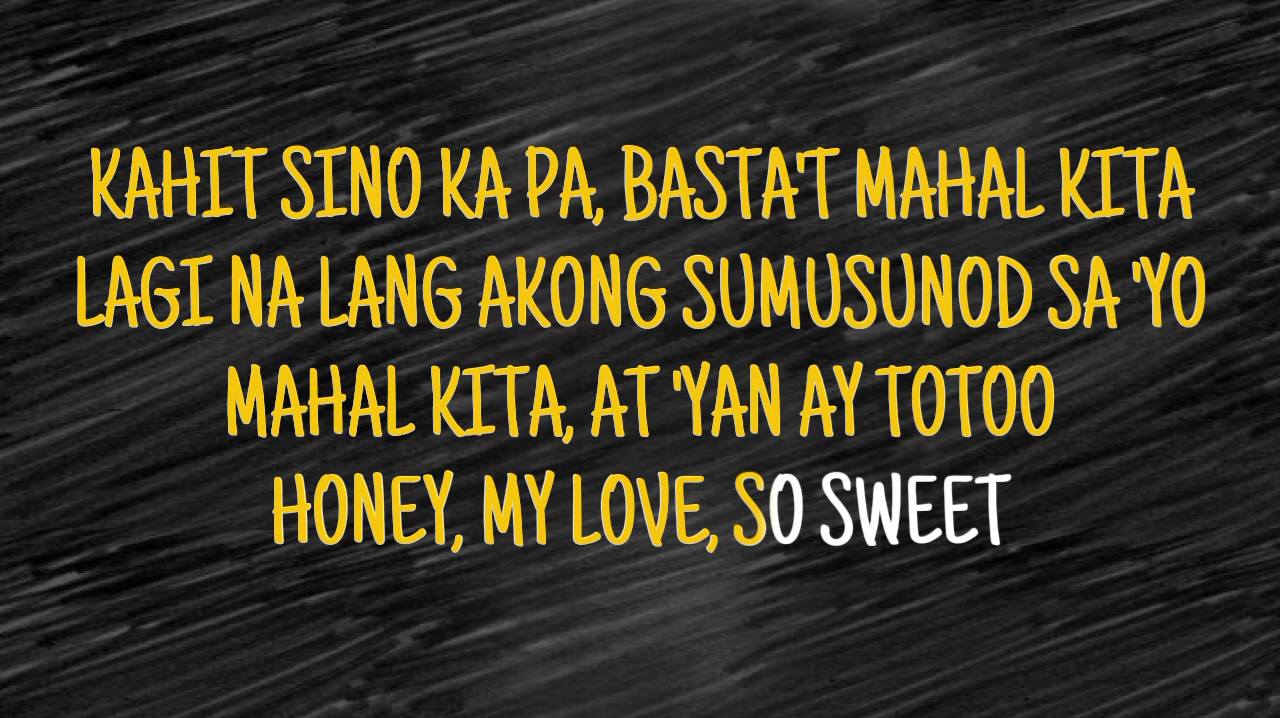 KAHIT SINO KA PA, BASTA'T MAHAL KITA
LAGI NA LANG AKONG SUMUSUNOD SA 'YO
MAHAL KITA, AT 'YAN AY TOTOO
HONEY, MY LOVE, SO SWEET